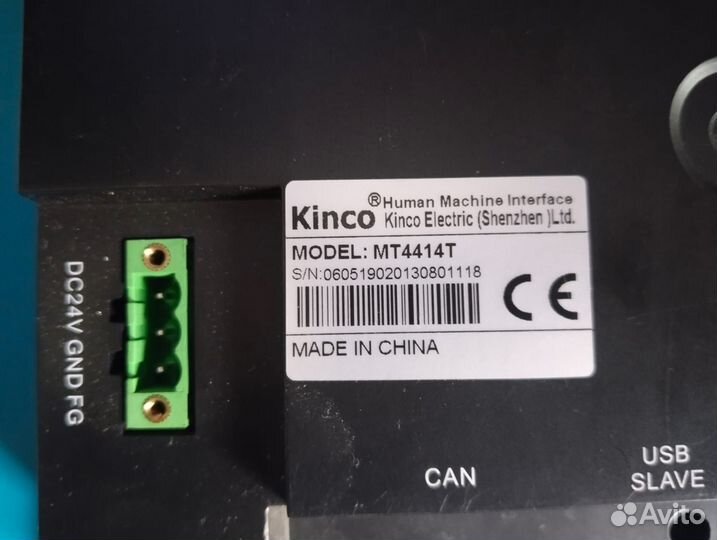 Kinco® Human Machine Interface
Kinco Electric (Shenzhen )Ltd.
MODEL: MT4414T
S/N:060519020130801118
MADE IN CHINA
CE
DC24V GND FG
CAN
USB
SLAVE
Avito